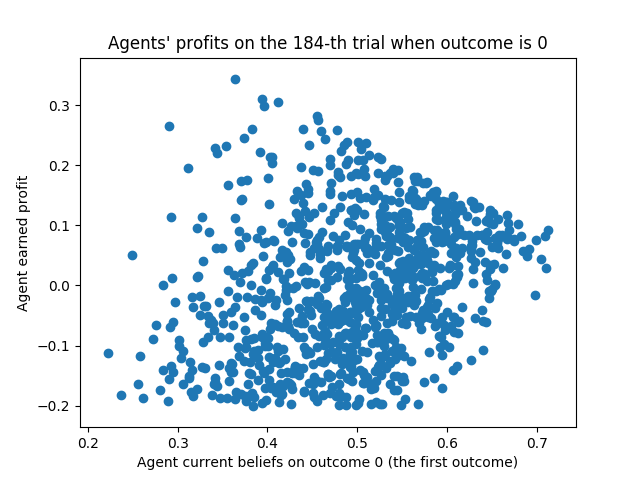 Agents' profits on the 184-th trial when outcome is 0
Agent earned profit
0.3
0.2
0.1
0.0
−0.1
−0.2
0.2 0.3 0.4 0.5 0.6 0.7
Agent current beliefs on outcome 0 (the first outcome)